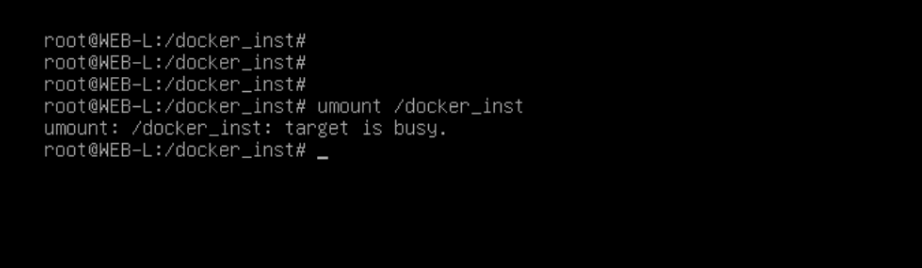 root@WEB-L:/docker_inst#
root@WEB-L:/docker_inst#
root@WEB-L:/docker_inst#
root@WEB-L:/docker_inst# umount /docker_inst
umount: /docker_inst: target is busy.
root@WEB-L:/docker_inst# _